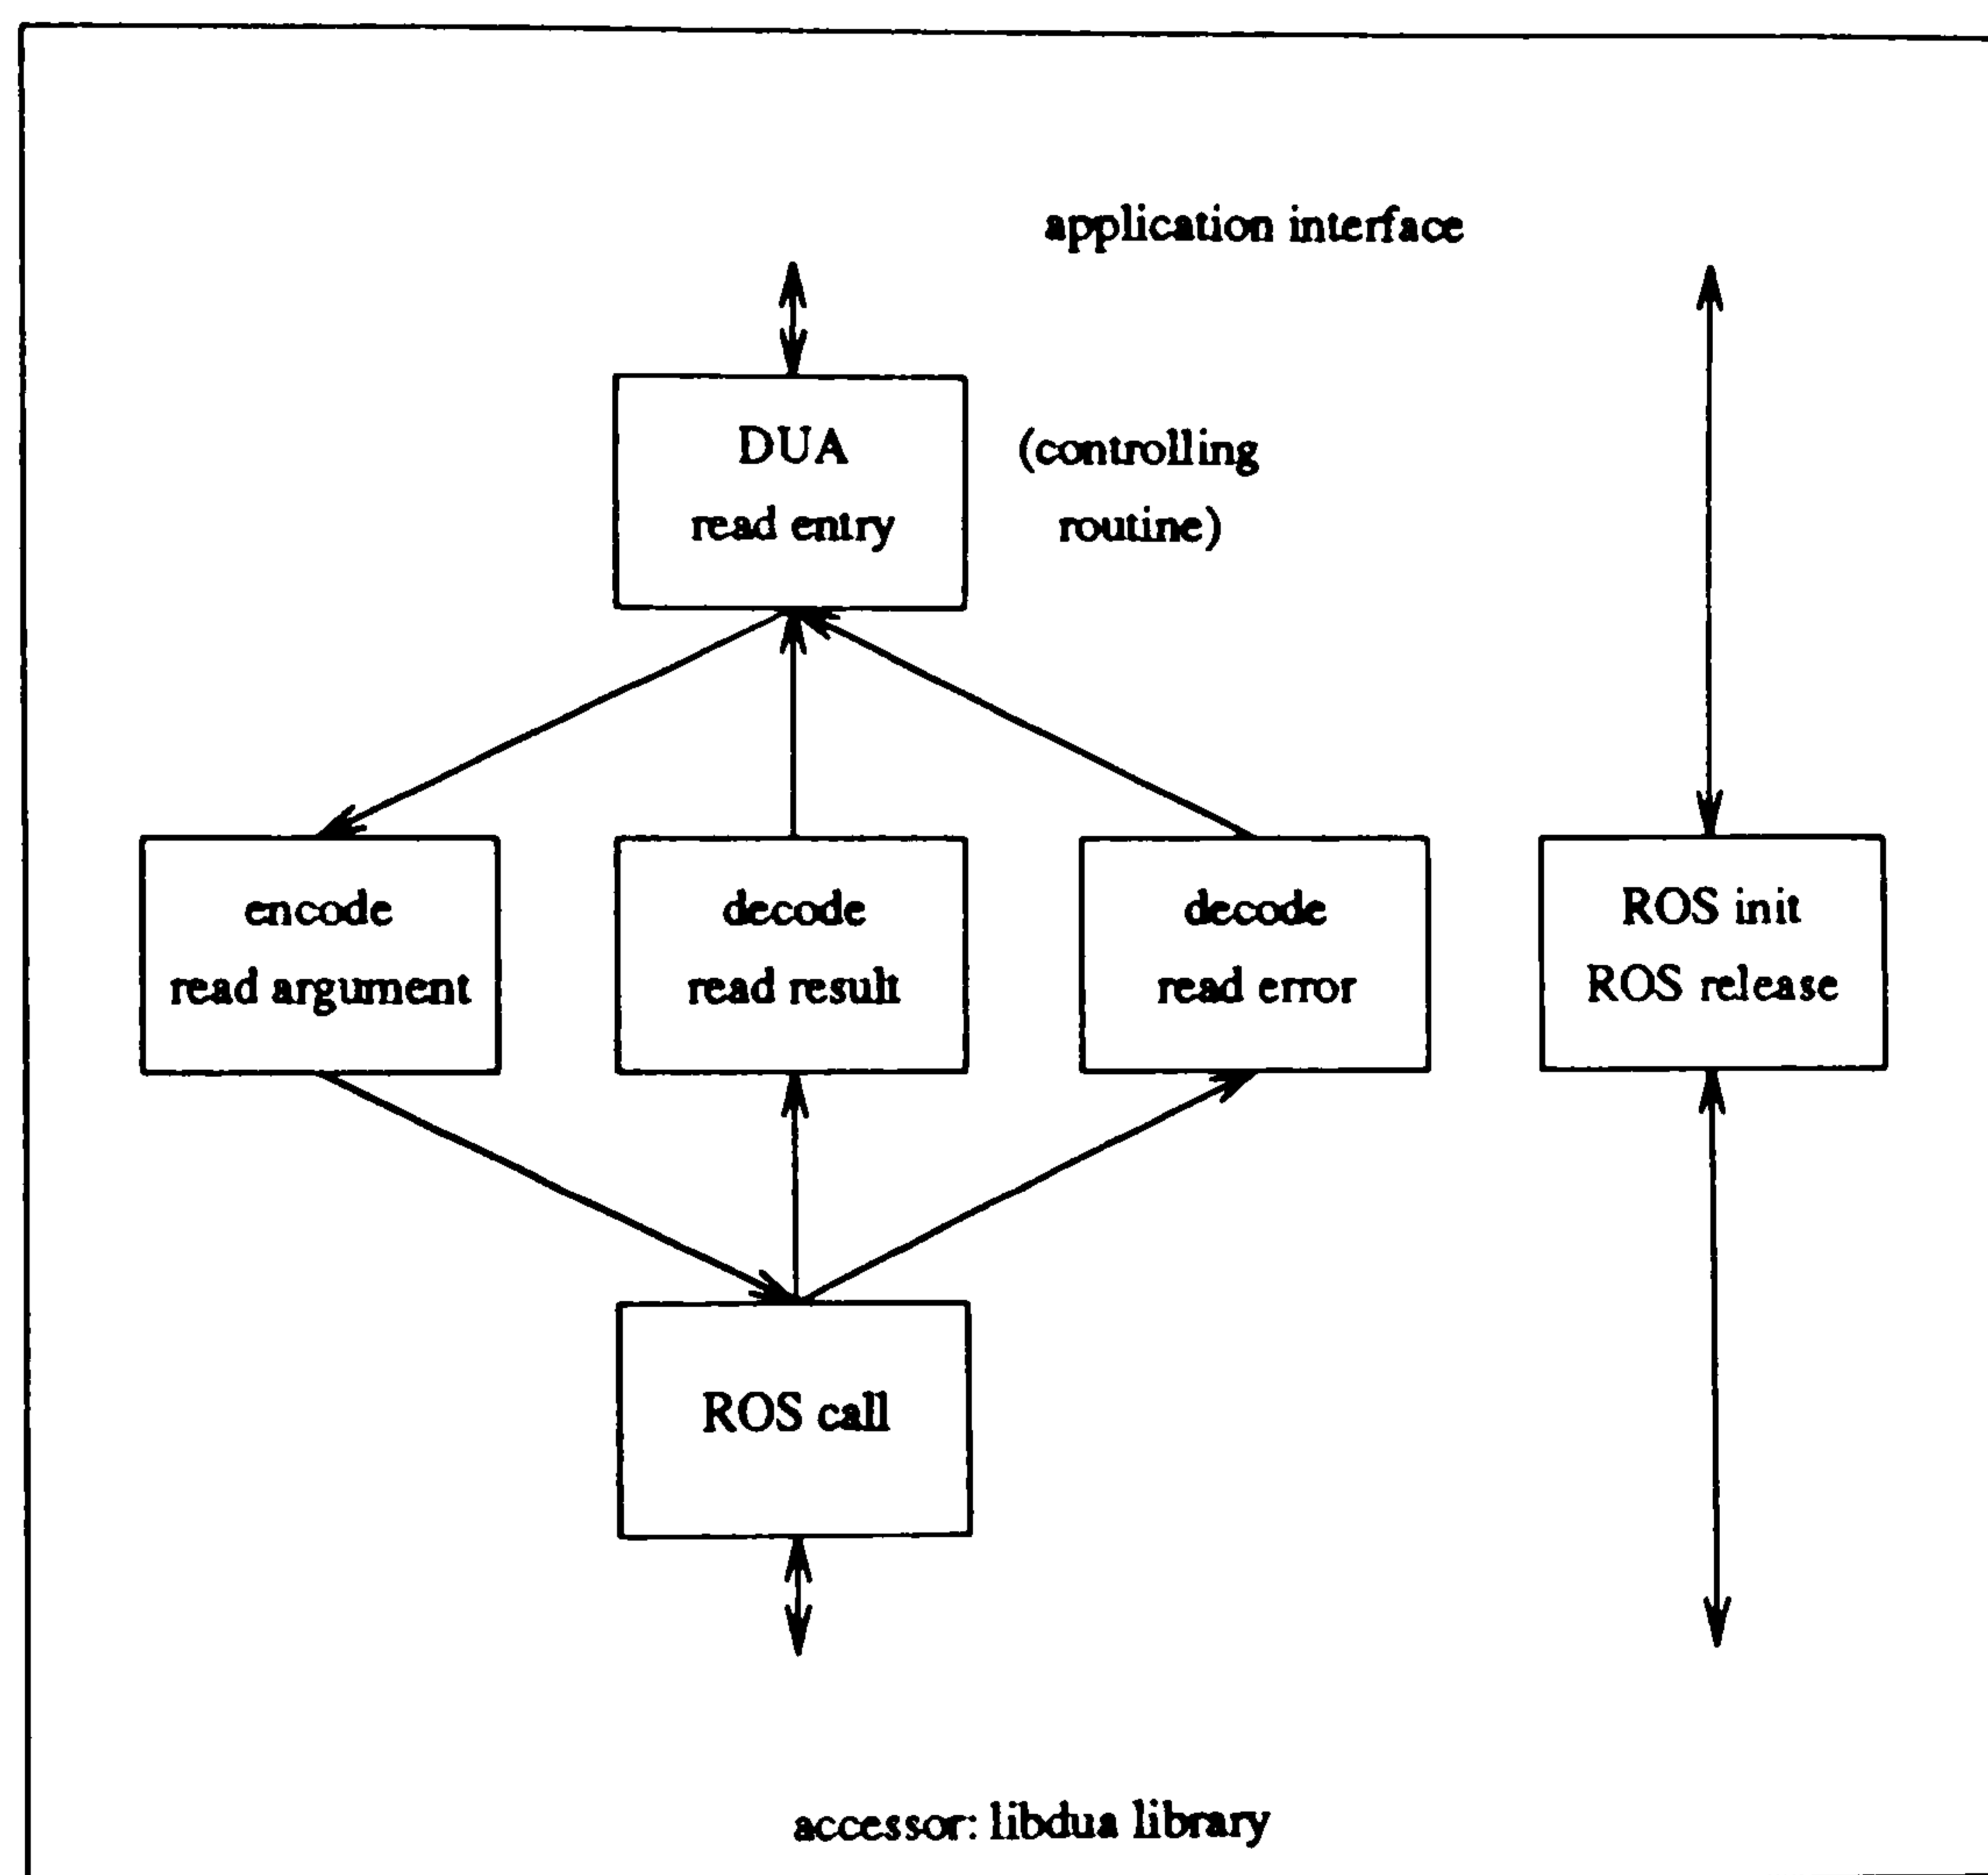 application interface
DUA
read entry
(controlling
routine)
encode
read argument
decode
read result
decode
read error
ROS init
ROS release
ROS call
accessor: libdua library